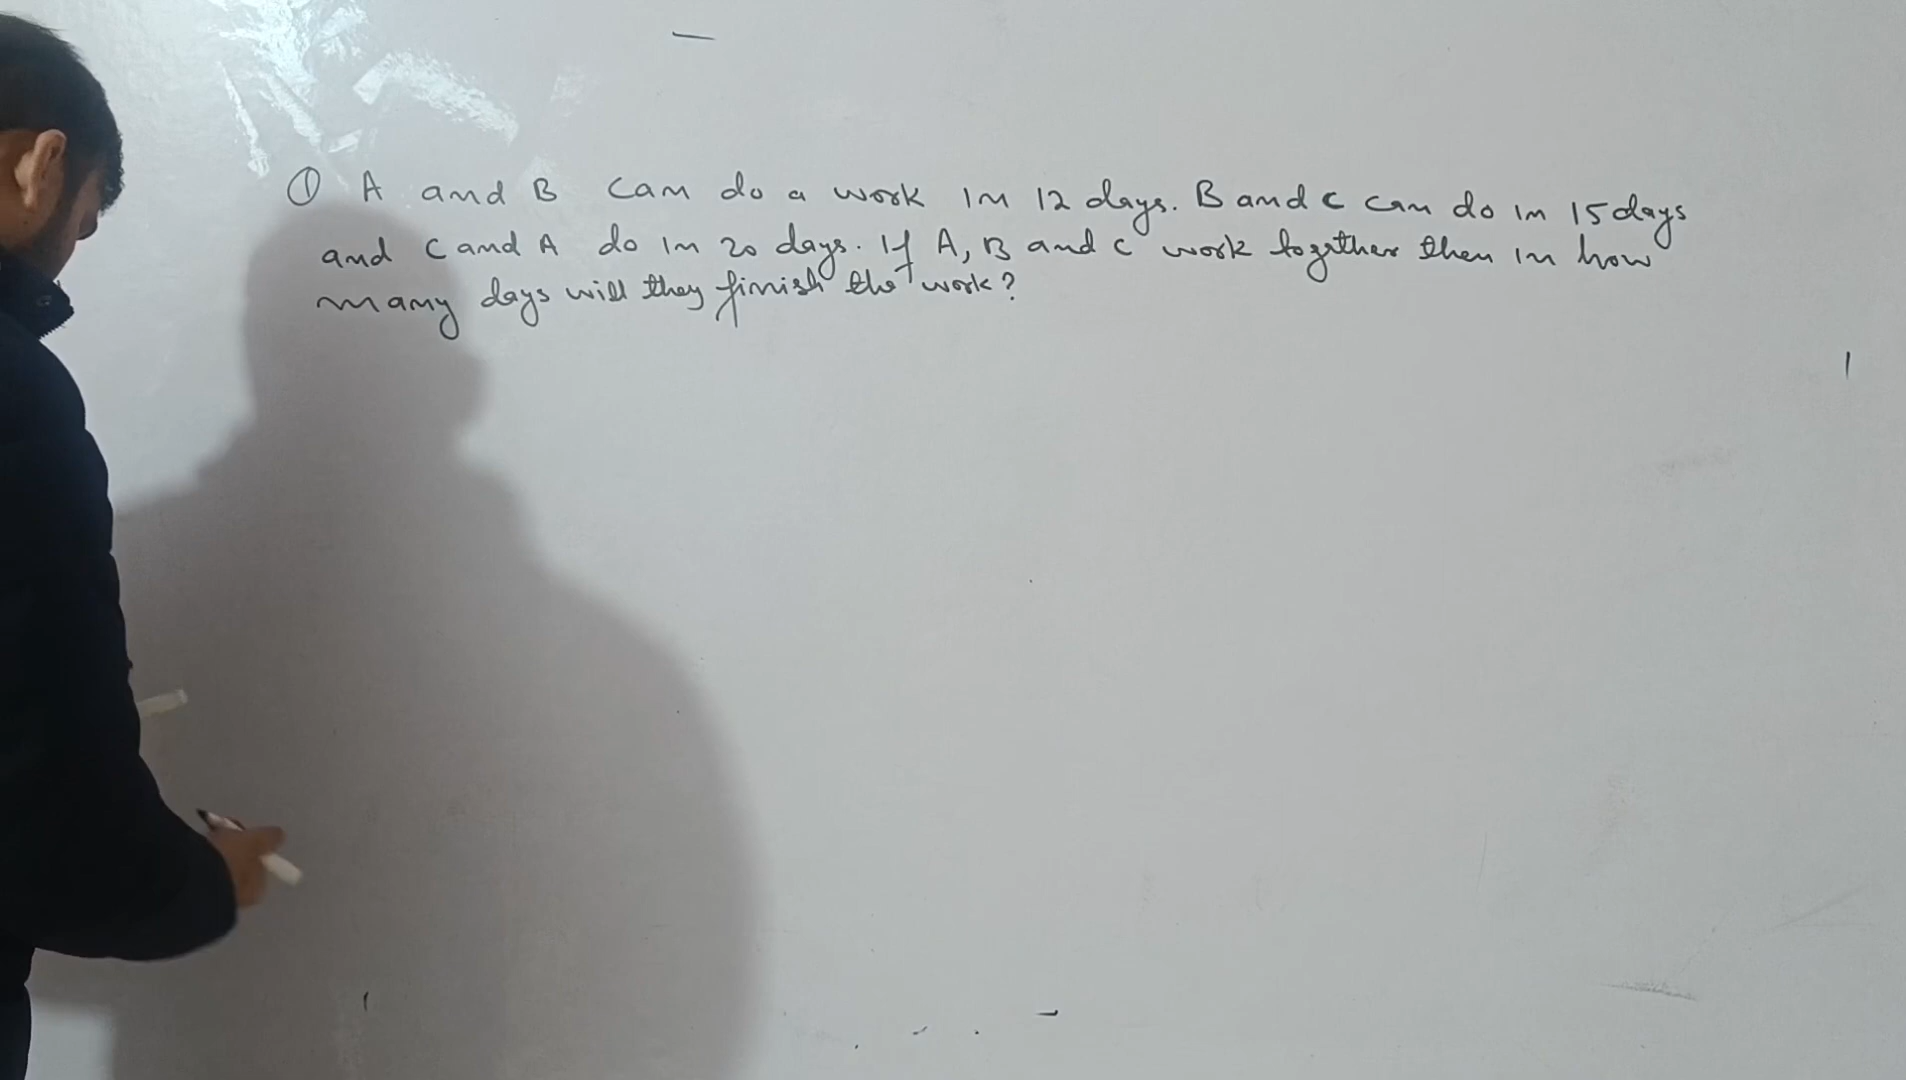 ① A and B can do a work in 12 days. B and C can do in 15 days
and C and A do in 20 days. If A, B and C work together then in how
many days will they finish the work?